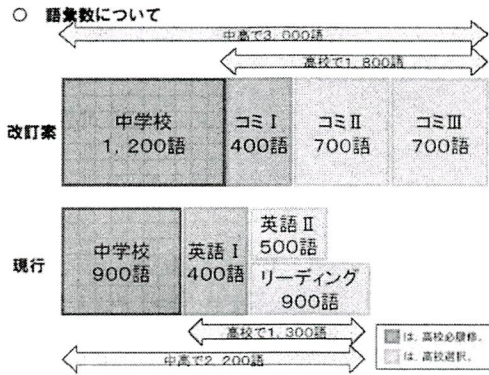 ○ 語彙数について
中高で3,000語
高校で1,800語
改訂案
中学校
1,200語
コミⅠ
400語
コミⅡ
700語
コミⅢ
700語
現行
中学校
900語
英語Ⅰ
400語
英語Ⅱ
500語
リーディング
900語
高校で1,300語
中高で2,200語
は、高校必履修。
は、高校選択。